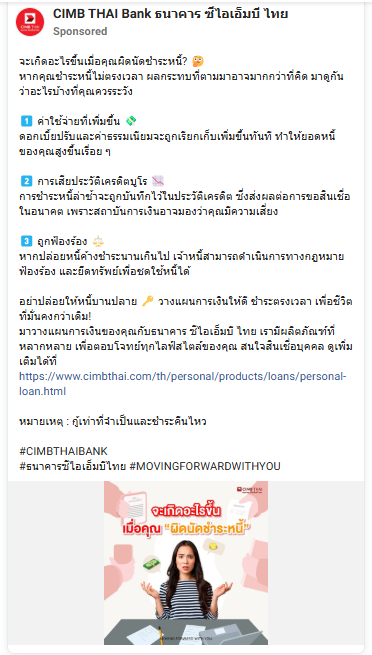 CIMB THAI Bank ธนาคาร ซีไอเอ็มบี ไทย
Sponsored
จะเกิดอะไรขึ้นเมื่อคุณผิดนัดชำระหนี้? 🤔
หากคุณชำระหนี้ไม่ตรงเวลา ผลกระทบที่ตามมาอาจมากกว่าที่คิด มาดูกัน
ว่าอะไรบ้างที่คุณควรระวัง
1️⃣ ค่าใช้จ่ายที่เพิ่มขึ้น 💸
ดอกเบี้ยปรับและค่าธรรมเนียมจะถูกเรียกเก็บเพิ่มขึ้นทันที ทำให้ยอดหนี้
ของคุณสูงขึ้นเรื่อย ๆ
2️⃣ การเสียประวัติเครดิตบูโร 📉
การชำระหนี้ล่าช้าจะถูกบันทึกไว้ในประวัติเครดิต ซึ่งส่งผลต่อการขอสินเชื่อ
ในอนาคต เพราะสถาบันการเงินอาจมองว่าคุณมีความเสี่ยง
3️⃣ ถูกฟ้องร้อง ⚖️
หากปล่อยหนี้ค้างชำระนานเกินไป เจ้าหนี้สามารถดำเนินการทางกฎหมาย
ฟ้องร้อง และยึดทรัพย์เพื่อชดใช้หนี้ได้
อย่าปล่อยให้หนี้บานปลาย 🔑 วางแผนการเงินให้ดี ชำระตรงเวลา เพื่อชีวิต
ที่มั่นคงกว่าเดิม!
มาวางแผนการเงินของคุณกับธนาคาร ซีไอเอ็มบี ไทย เรามีผลิตภัณฑ์ที่
หลากหลาย เพื่อตอบโจทย์ทุกไลฟ์สไตล์ของคุณ สนใจสินเชื่อบุคคล ดูเพิ่ม
เติมได้ที่
https://www.cimbthai.com/th/personal/products/loans/personal-
loan.html
หมายเหตุ : กู้เท่าที่จำเป็นและชำระคืนไหว
#CIMBTHAIBANK
#ธนาคารซีไอเอ็มบีไทย #MOVINGFORWARDWITHYOU
CIMB THAI
จะเกิดอะไรขึ้น
เมื่อคุณ "ผิดนัดชำระหนี้"